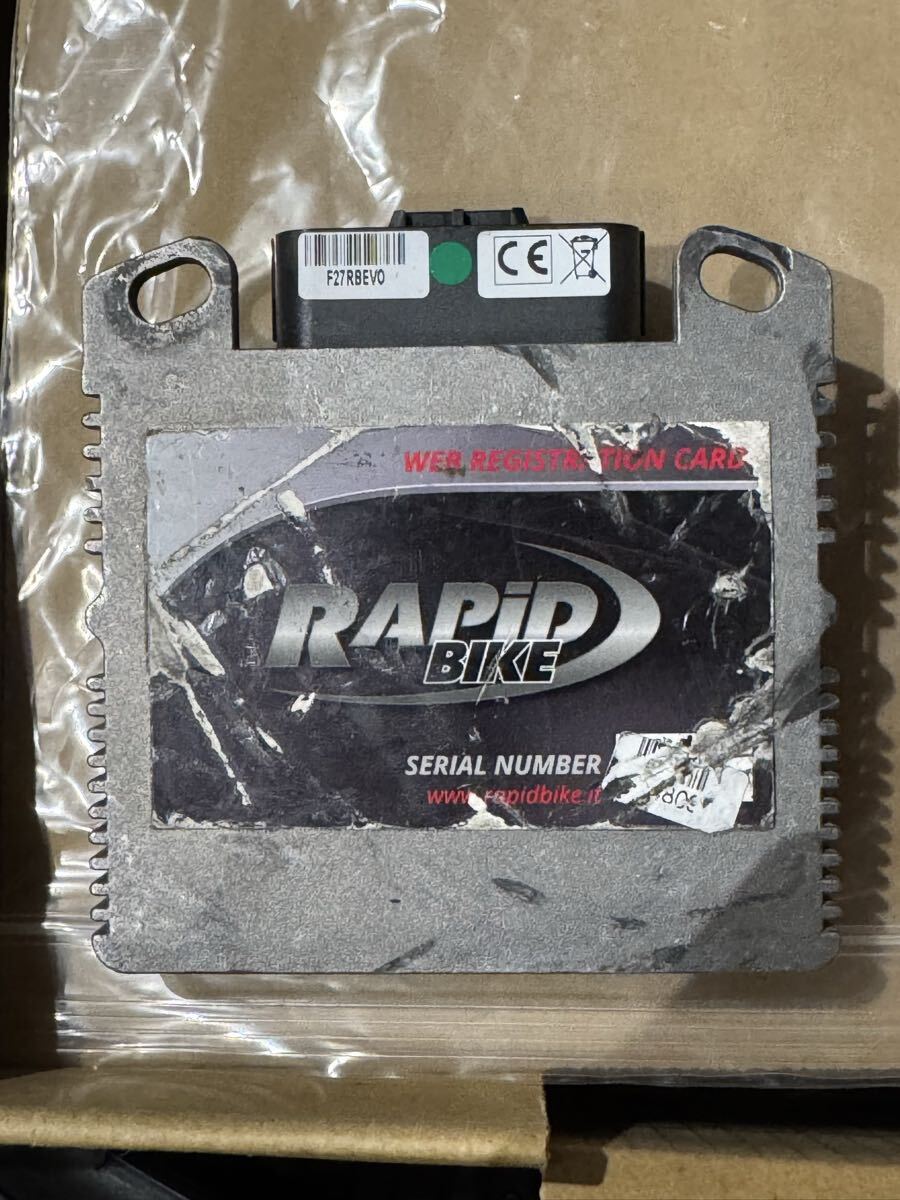 F27RBEVO
CE
WEB REGISTRATION CARD
RAPiD
BIKE
SERIAL NUMBER
www.rapidbike.it